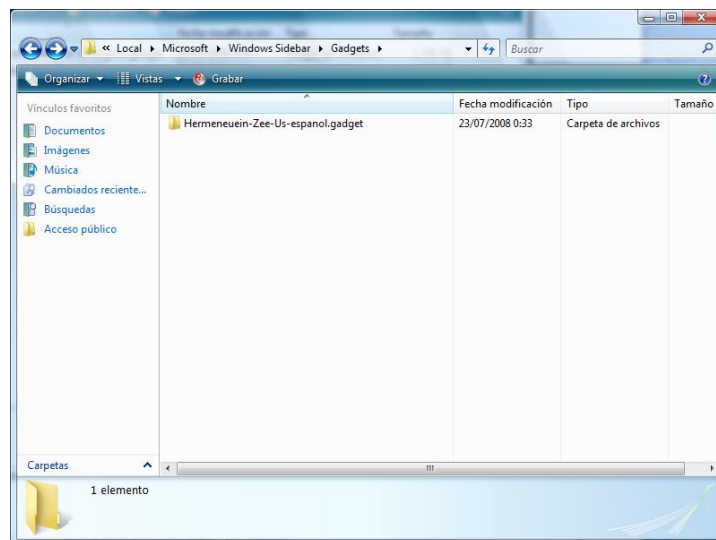 « Local ▸ Microsoft ▸ Windows Sidebar ▸ Gadgets ▸
Buscar
Organizar Vistas Grabar
Vínculos favoritos
Documentos
Imágenes
Música
Cambiados reciente...
Búsquedas
Acceso público
Carpetas
Nombre Fecha modificación Tipo Tamaño
Hermeneuein-Zee-Us-espanol.gadget 23/07/2008 0:33 Carpeta de archivos
1 elemento